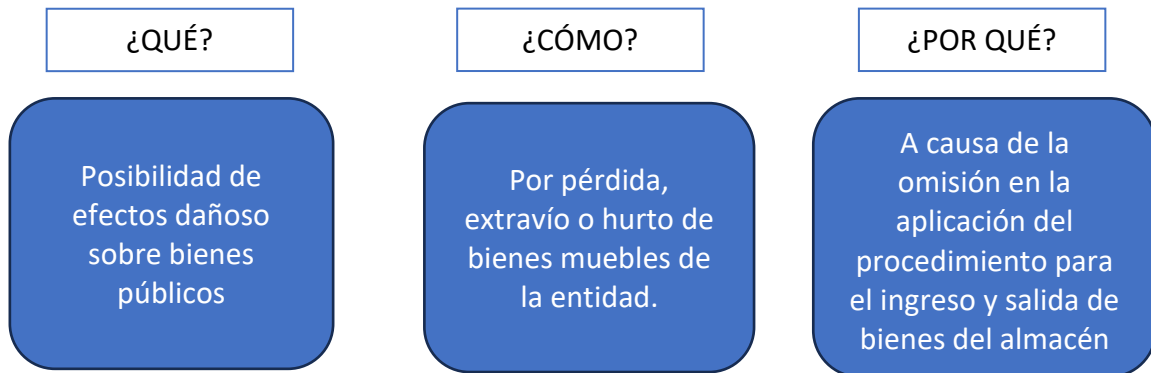 ¿QUÉ?
Posibilidad de
efectos dañoso
sobre bienes
públicos
¿CÓMO?
Por pérdida,
extravío o hurto de
bienes muebles de
la entidad.
¿POR QUÉ?
A causa de la
omisión en la
aplicación del
procedimiento para
el ingreso y salida de
bienes del almacén